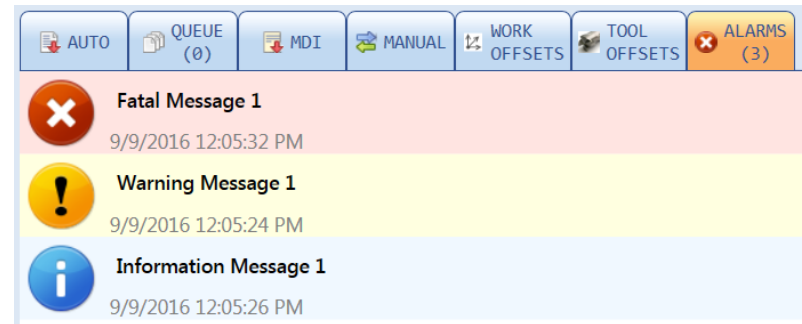 AUTO
QUEUE
(0)
MDI
MANUAL
WORK
OFFSETS
TOOL
OFFSETS
ALARMS
(3)
Fatal Message 1
9/9/2016 12:05:32 PM
Warning Message 1
9/9/2016 12:05:24 PM
Information Message 1
9/9/2016 12:05:26 PM